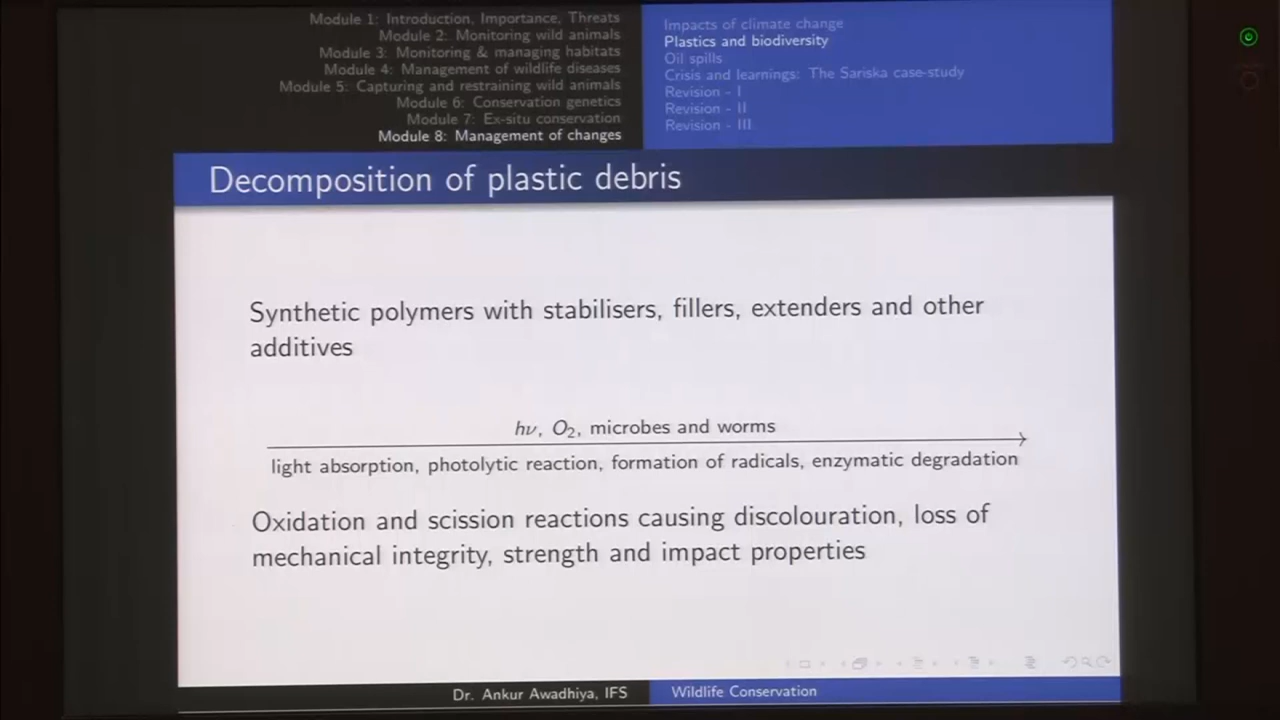 Module 1: Introduction, Importance, Threats
Module 2: Monitoring wild animals
Module 3: Monitoring & managing habitats
Module 4: Management of wildlife diseases
Module 5: Capturing and restraining wild animals
Module 6: Conservation genetics
Module 7: Ex-situ conservation
Module 8: Management of changes
Impacts of climate change
Plastics and biodiversity
Oil spills
Crisis and learnings: The Sariska case-study
Revision - I
Revision - II
Revision - III
Decomposition of plastic debris
Synthetic polymers with stabilisers, fillers, extenders and other
additives
hν, O₂, microbes and worms
light absorption, photolytic reaction, formation of radicals, enzymatic degradation
Oxidation and scission reactions causing discolouration, loss of
mechanical integrity, strength and impact properties
Dr. Ankur Awadhiya, IFS
Wildlife Conservation